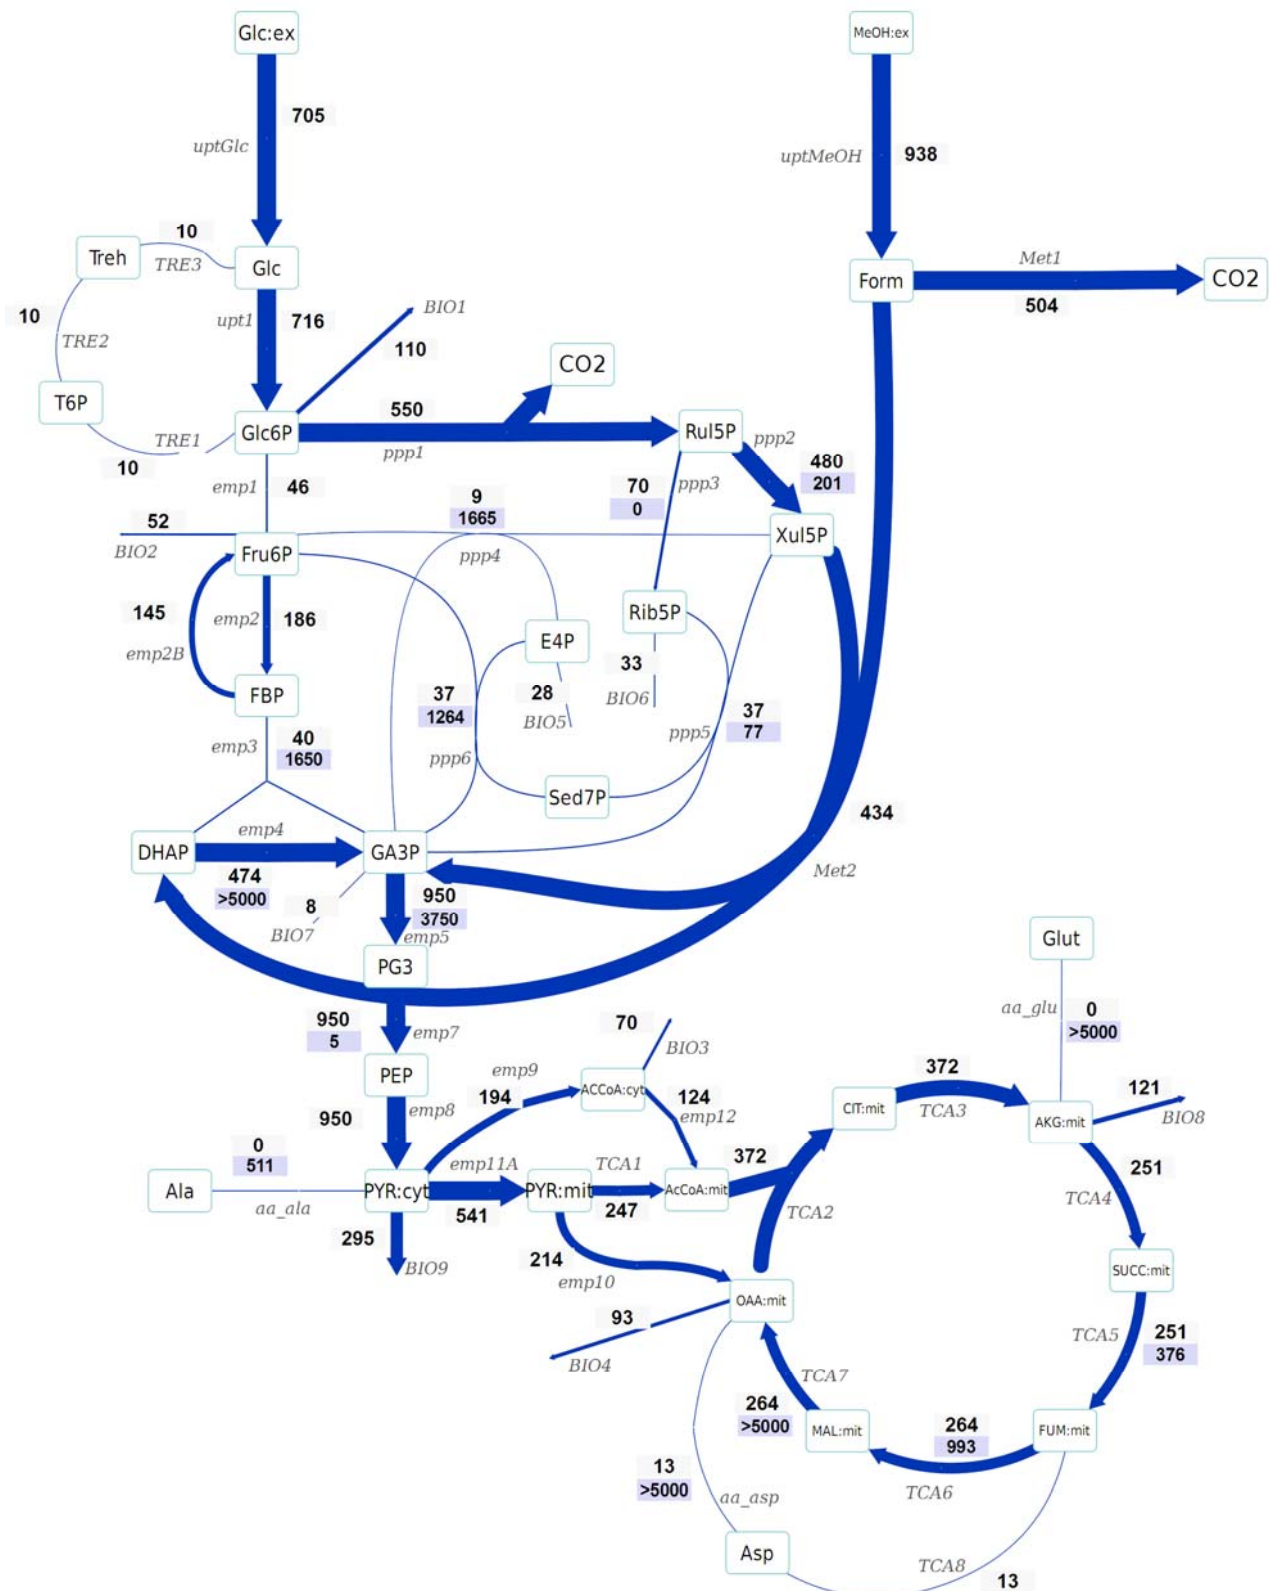 Glc:ex
MeOH:ex
705
uptGlc
uptMeOH
938
10
Treh
TRE3
Glc
Form
Met1
504
CO2
10
TRE2
upt1
716
BIO1
110
CO2
T6P
TRE1
10
Glc6P
550
ppp1
Rul5P
ppp2
480
201
emp1
46
9
1665
ppp4
70
0
ppp3
52
BIO2
Fru6P
Xul5P
145
emp2B
emp2
186
E4P
Rib5P
FBP
37
1264
ppp6
28
BIO5
33
BIO6
ppp5
37
77
emp3
40
1650
Sed7P
DHAP
emp4
474
>5000
GA3P
434
Met2
8
BIO7
950
3750
emp5
PG3
Glut
950
5
emp7
aa_glu
0
>5000
PEP
emp9
194
70
BIO3
ACCoA:cyt
372
TCA3
CIT:mit
AKG:mit
121
BIO8
950
emp8
124
emp12
0
511
Ala
aa_ala
PYR:cyt
emp11A
541
PYR:mit
TCA1
247
AcCoA:mit
372
TCA2
251
TCA4
295
BIO9
214
emp10
OAA:mit
SUCC:mit
93
BIO4
TCA5
251
376
TCA7
264
>5000
MAL:mit
264
993
TCA6
FUM:mit
13
>5000
aa_asp
Asp
TCA8
13